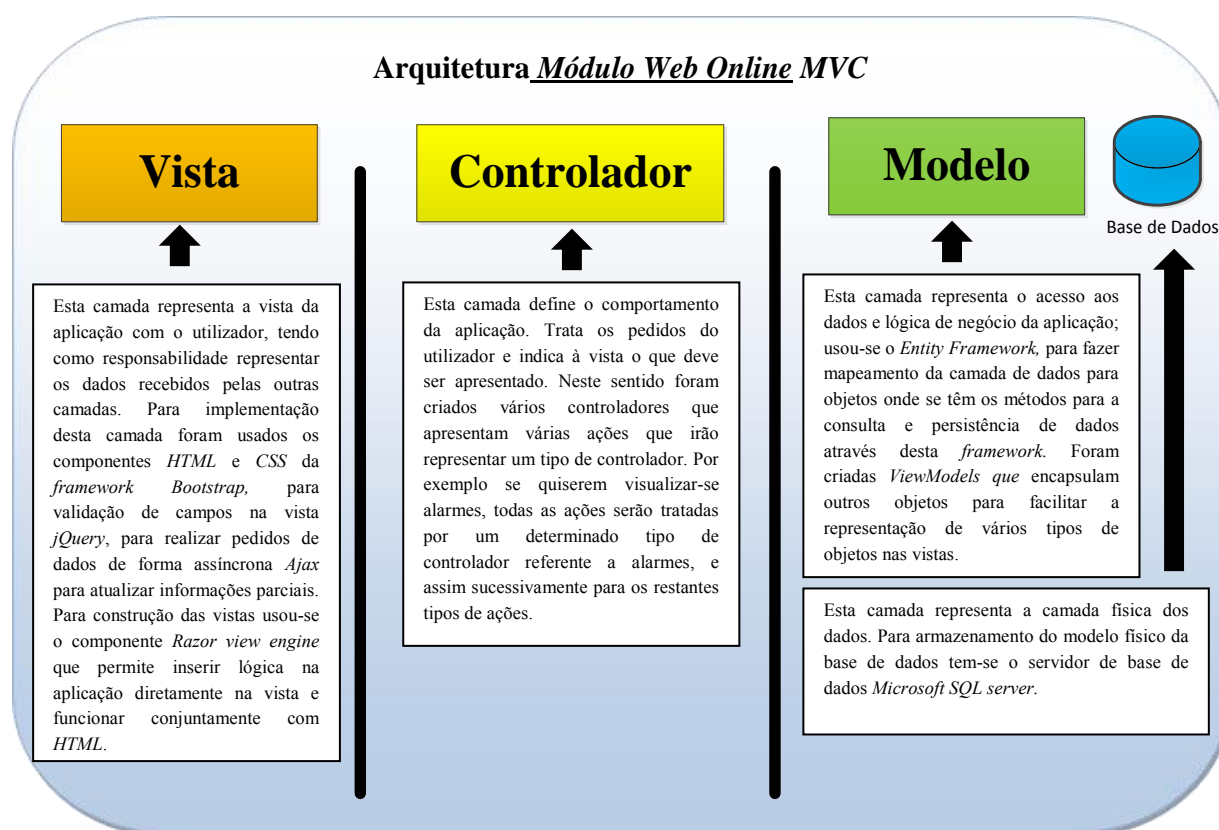 Arquitetura Módulo Web Online MVC
Vista
Esta camada representa a vista da
aplicação com o utilizador, tendo
como responsabilidade representar
os dados recebidos pelas outras
camadas. Para implementação
desta camada foram usados os
componentes HTML e CSS da
framework Bootstrap, para
validação de campos na vista
jQuery, para realizar pedidos de
dados de forma assíncrona Ajax
para atualizar informações parciais.
Para construção das vistas usou-se
o componente Razor view engine
que permite inserir lógica na
aplicação diretamente na vista e
funcionar conjuntamente com
HTML.
Controlador
Esta camada define o comportamento
da aplicação. Trata os pedidos do
utilizador e indica à vista o que deve
ser apresentado. Neste sentido foram
criados vários controladores que
apresentam várias ações que irão
representar um tipo de controlador. Por
exemplo se quiserem visualizar-se
alarmes, todas as ações serão tratadas
por um determinado tipo de
controlador referente a alarmes, e
assim sucessivamente para os restantes
tipos de ações.
Modelo
Base de Dados
Esta camada representa o acesso aos
dados e lógica de negócio da aplicação;
usou-se o Entity Framework, para fazer
mapeamento da camada de dados para
objetos onde se têm os métodos para a
consulta e persistência de dados
através desta framework. Foram
criadas ViewModels que encapsulam
outros objetos para facilitar a
representação de vários tipos de
objetos nas vistas.
Esta camada representa a camada física dos
dados. Para armazenamento do modelo físico da
base de dados tem-se o servidor de base de
dados Microsoft SQL server.